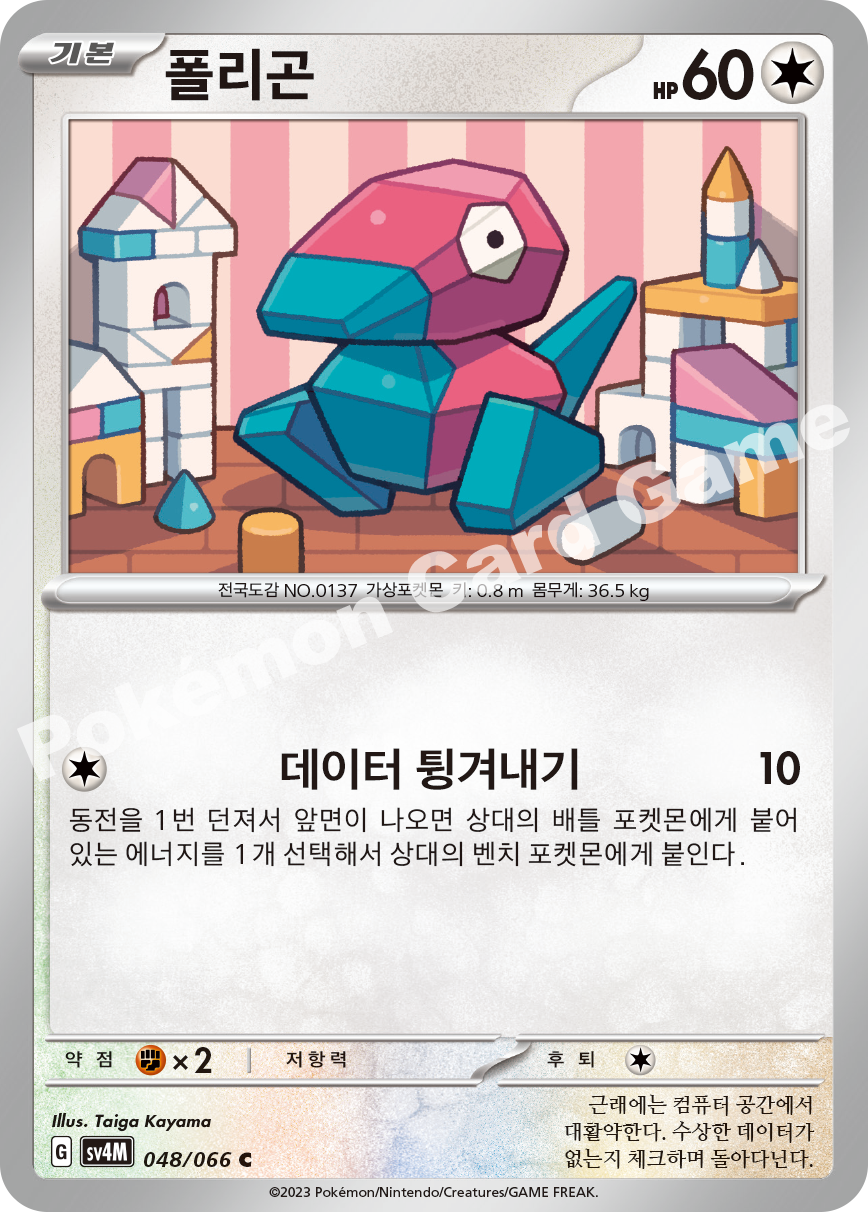 기본 폴리곤 HP 60
전국도감 NO.0137 가상포켓몬 키: 0.8 m 몸무게: 36.5 kg
Pokémon Card Game
데이터 튕겨내기 10
동전을 1번 던져서 앞면이 나오면 상대의 배틀 포켓몬에게 붙어
있는 에너지를 1개 선택해서 상대의 벤치 포켓몬에게 붙인다.
약점 ×2 저항력 후퇴
Illus. Taiga Kayama
G sv4M 048/066 C
근래에는 컴퓨터 공간에서
대활약한다. 수상한 데이터가
없는지 체크하며 돌아다닌다.
©2023 Pokémon/Nintendo/Creatures/GAME FREAK.